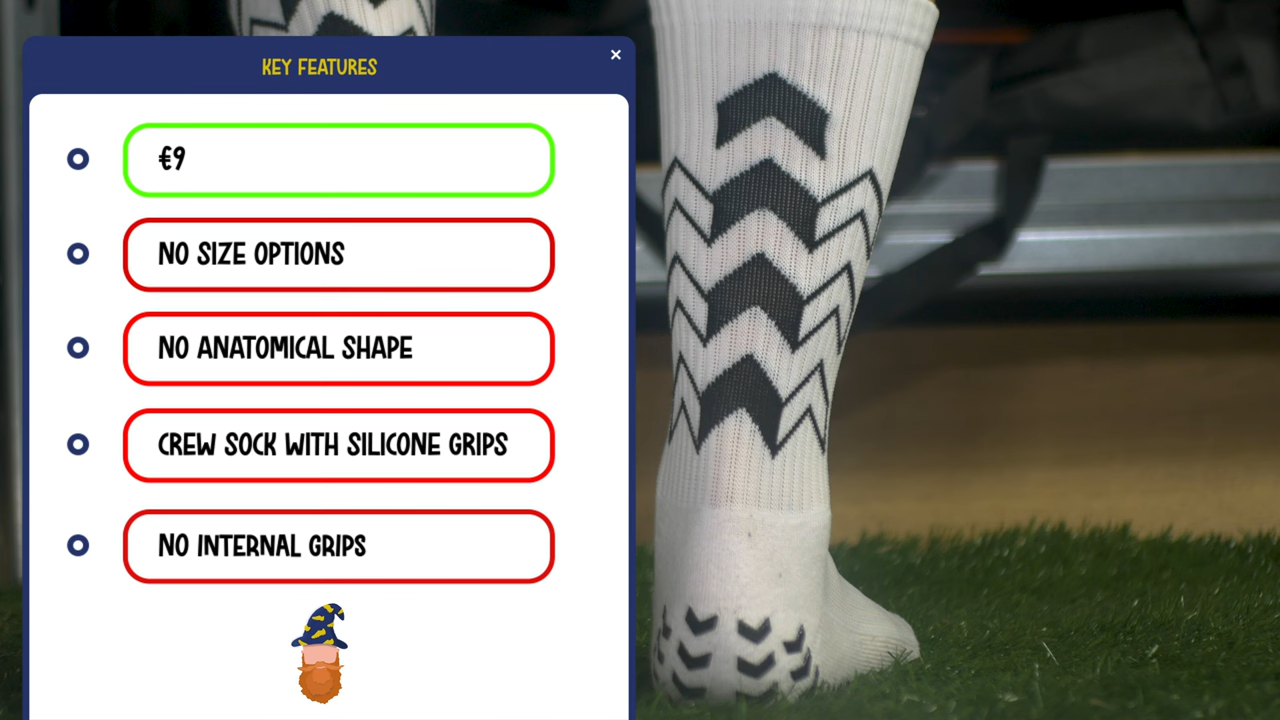 KEY FEATURES
€9
NO SIZE OPTIONS
NO ANATOMICAL SHAPE
CREW SOCK WITH SILICONE GRIPS
NO INTERNAL GRIPS